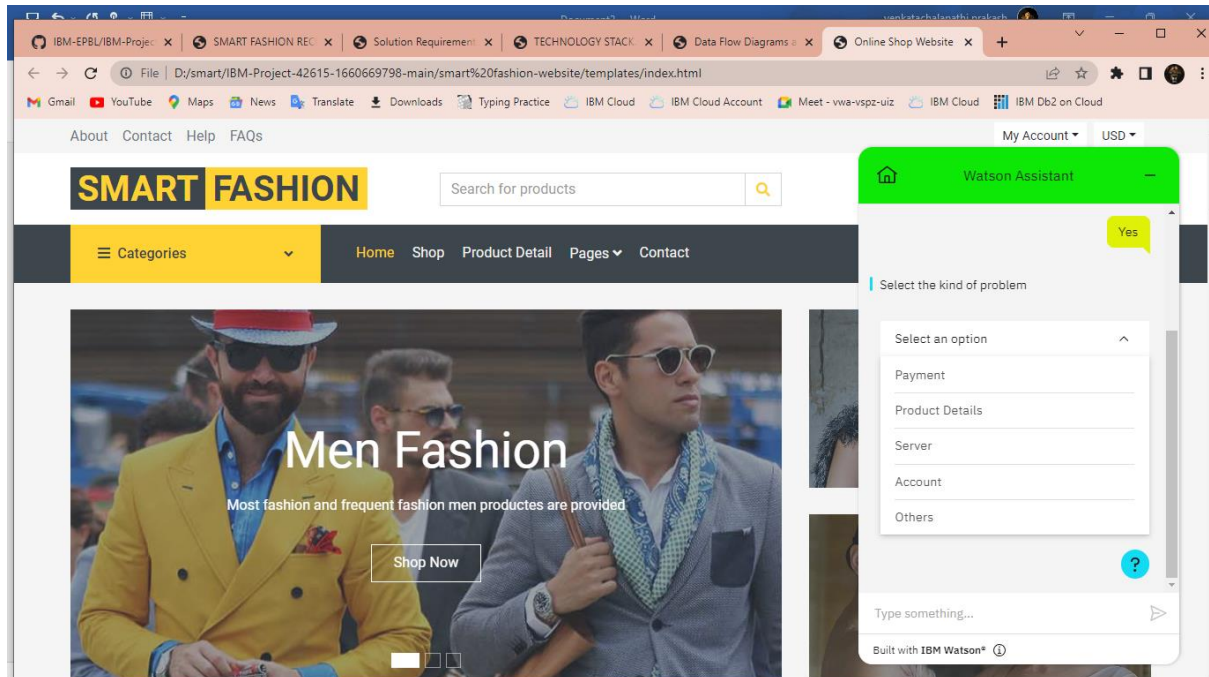 Document2 - Word
venkatachalapathi prakash
IBM-EPBL/IBM-Projec
SMART FASHION REC
Solution Requirement
TECHNOLOGY STACK
Data Flow Diagrams a
Online Shop Website
File | D:/smart/IBM-Project-42615-1660669798-main/smart%20fashion-website/templates/index.html
Gmail YouTube Maps News Translate Downloads Typing Practice IBM Cloud IBM Cloud Account Meet - vwa-vspz-uiz IBM Cloud IBM Db2 on Cloud
About Contact Help FAQs
My Account USD
SMART FASHION
Search for products
Categories
Home Shop Product Detail Pages Contact
Men Fashion
Most fashion and frequent fashion men productes are provided
Shop Now
Watson Assistant
Yes
Select the kind of problem
Select an option
Payment
Product Details
Server
Account
Others
?
Type something...
Built with IBM Watson®